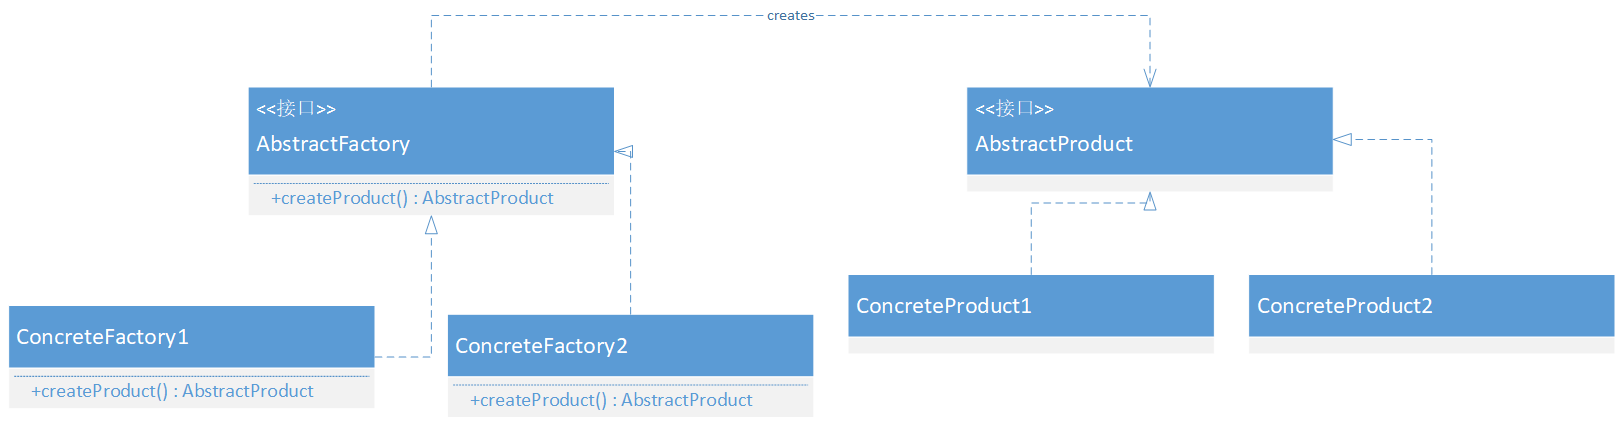 creates
<<接口>>
AbstractFactory
+createProduct() : AbstractProduct
<<接口>>
AbstractProduct
ConcreteFactory1
+createProduct() : AbstractProduct
ConcreteFactory2
+createProduct() : AbstractProduct
ConcreteProduct1
ConcreteProduct2